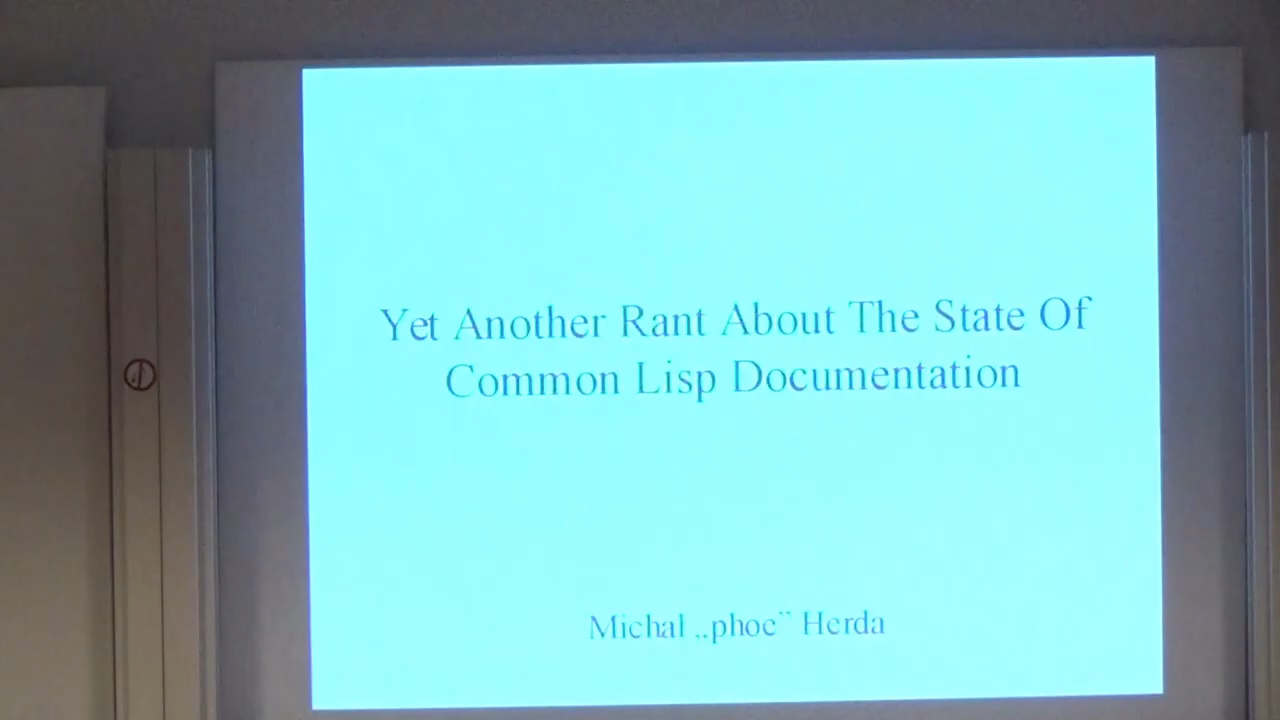 Yet Another Rant About The State Of
Common Lisp Documentation
Michal „phoe” Herda